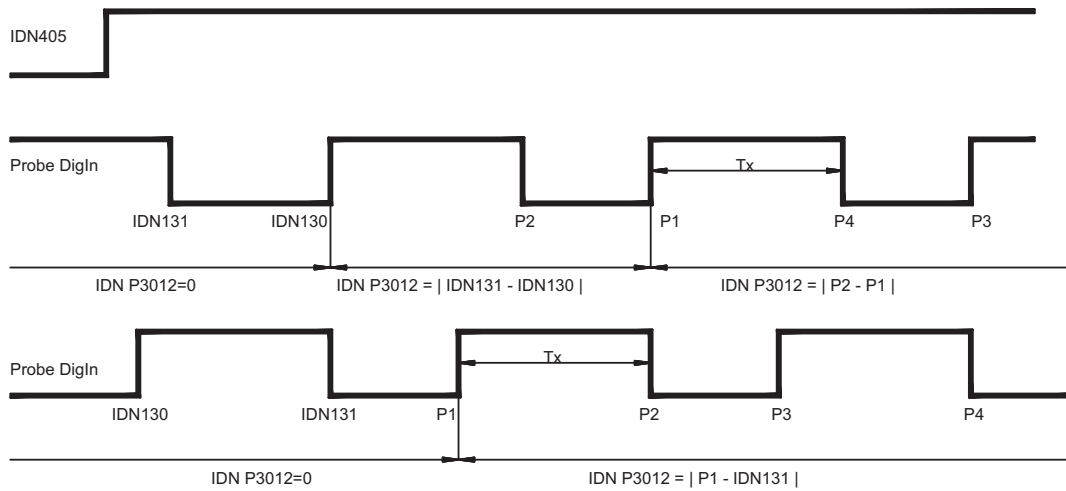 IDN405
Probe DigIn
Tx
IDN131 IDN130 P2 P1 P4 P3
IDN P3012=0 IDN P3012 = | IDN131 - IDN130 | IDN P3012 = | P2 - P1 |
Probe DigIn
Tx
IDN130 IDN131 P1 P2 P3 P4
IDN P3012=0 IDN P3012 = | P1 - IDN131 |